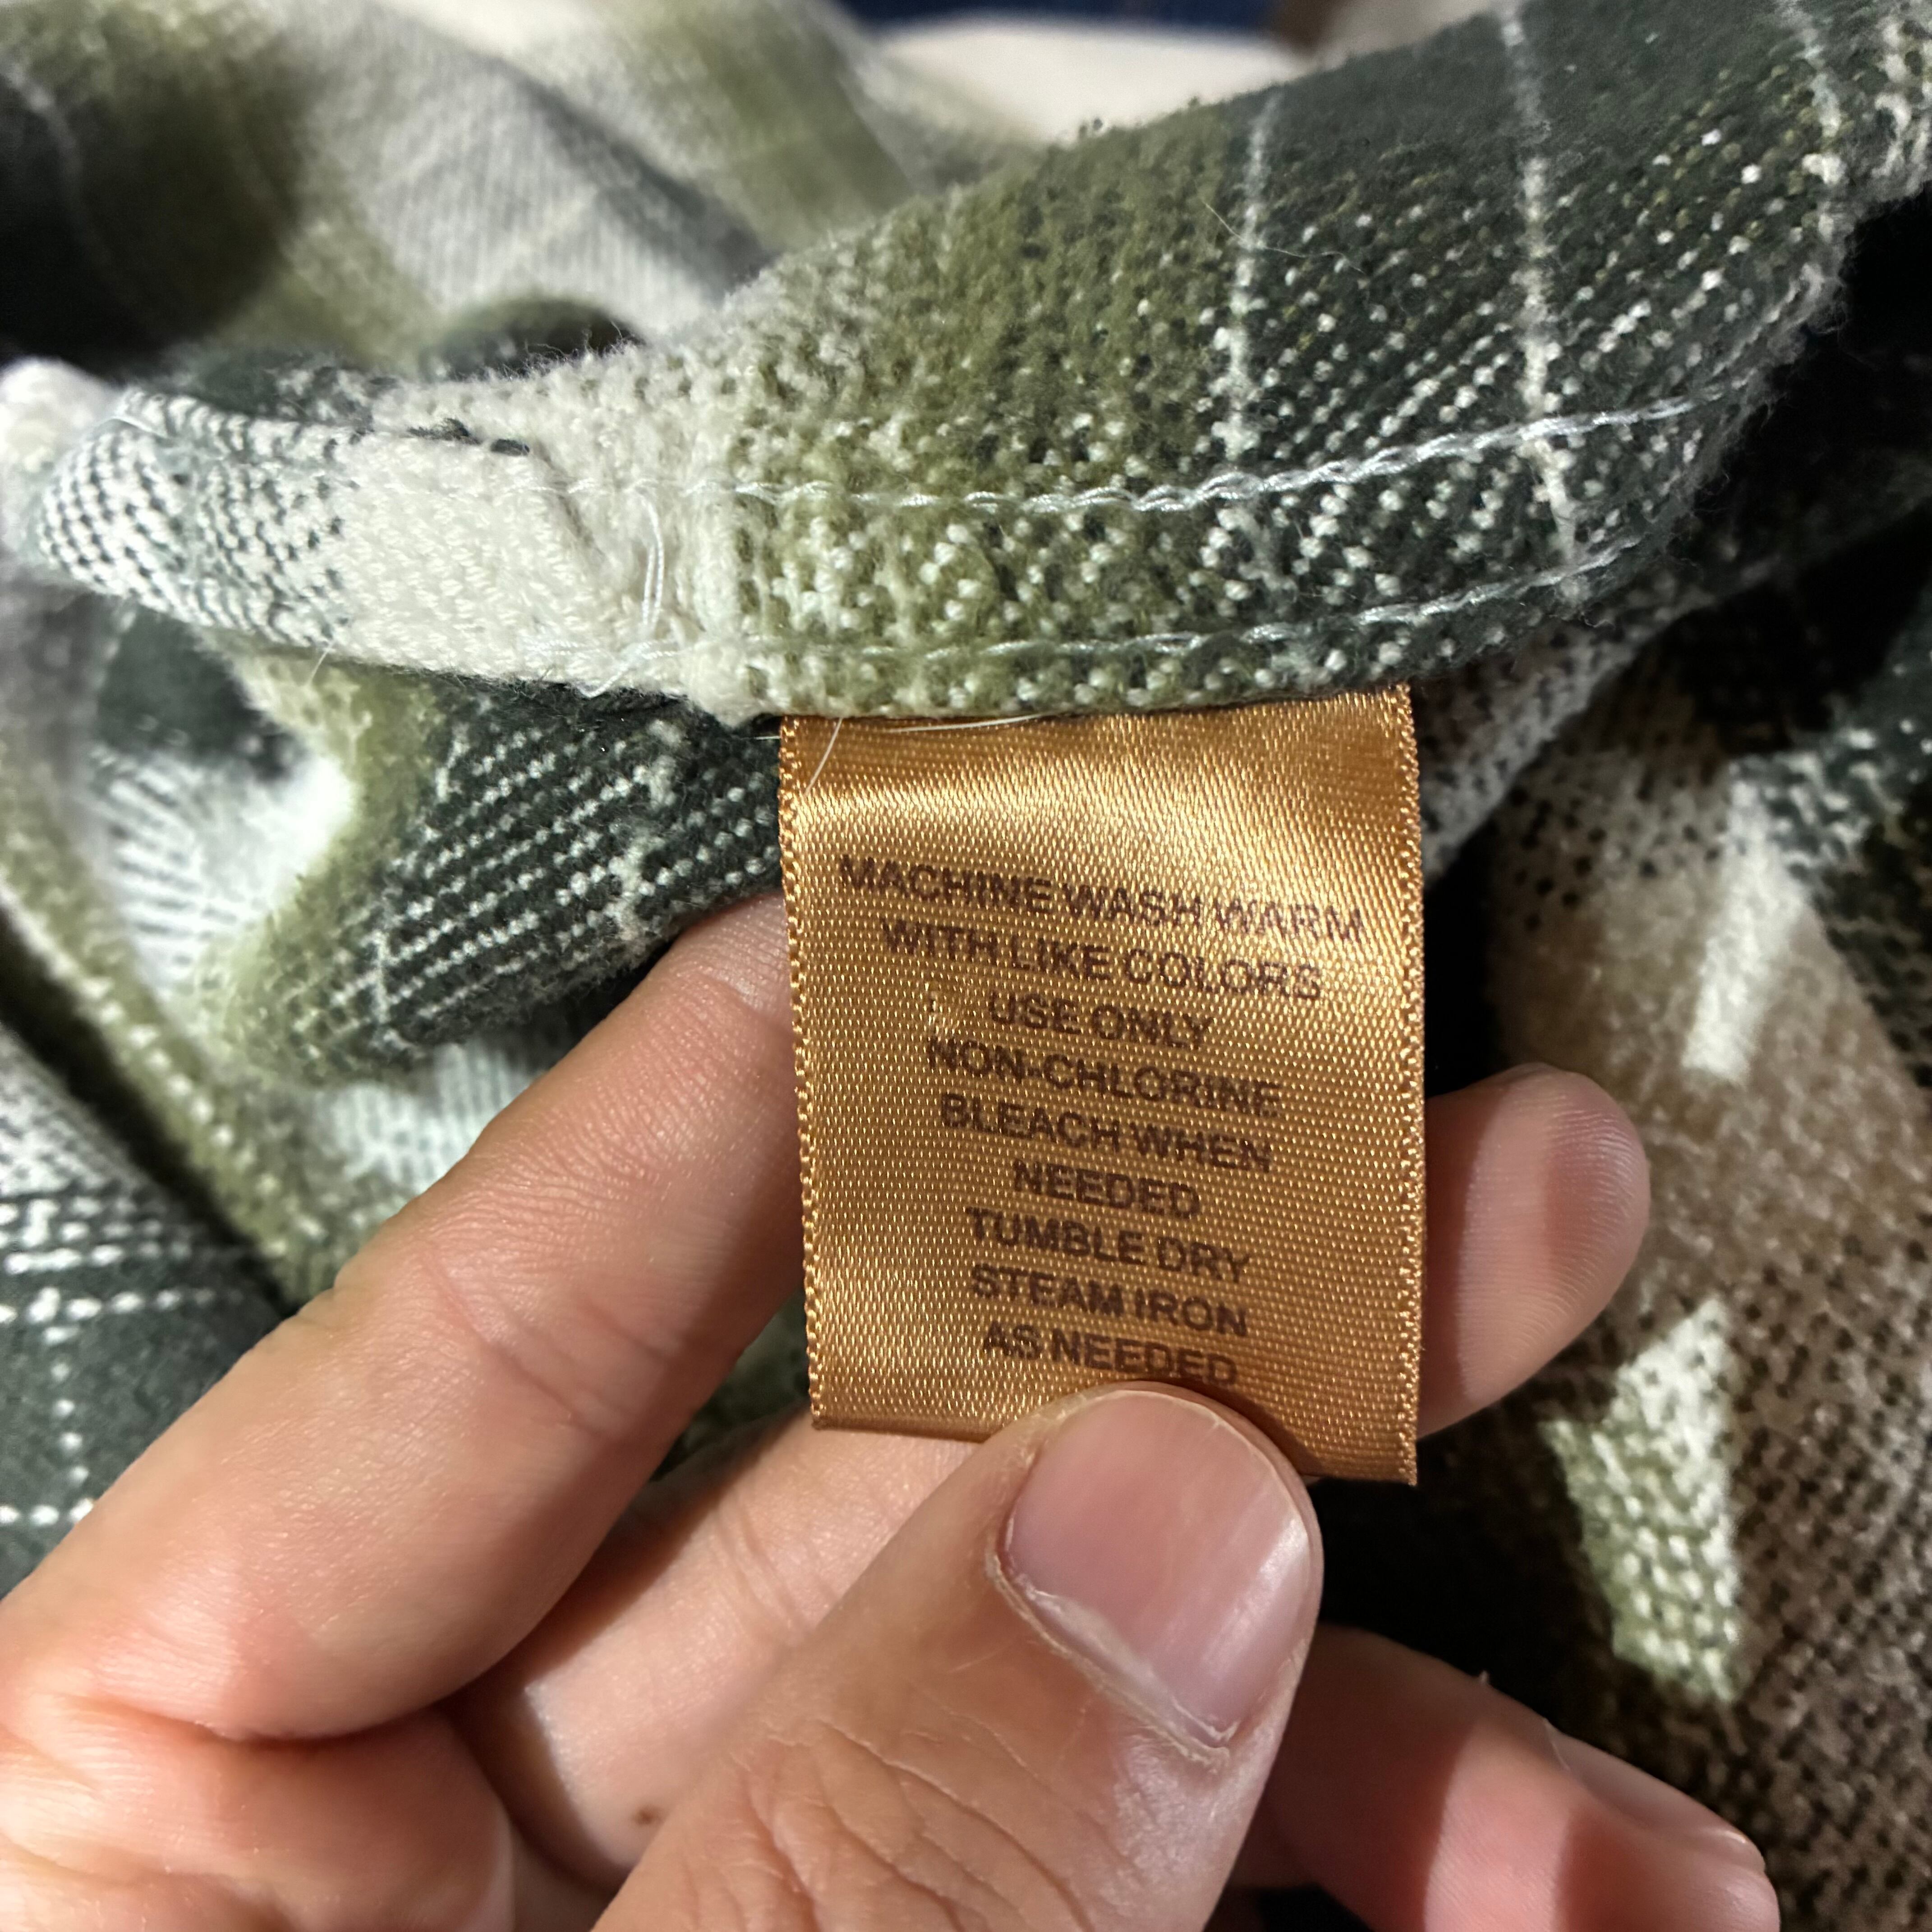 MACHINE WASH WARM
WITH LIKE COLORS
USE ONLY
NON-CHLORINE
BLEACH WHEN
NEEDED
TUMBLE DRY
STEAM IRON
AS NEEDED